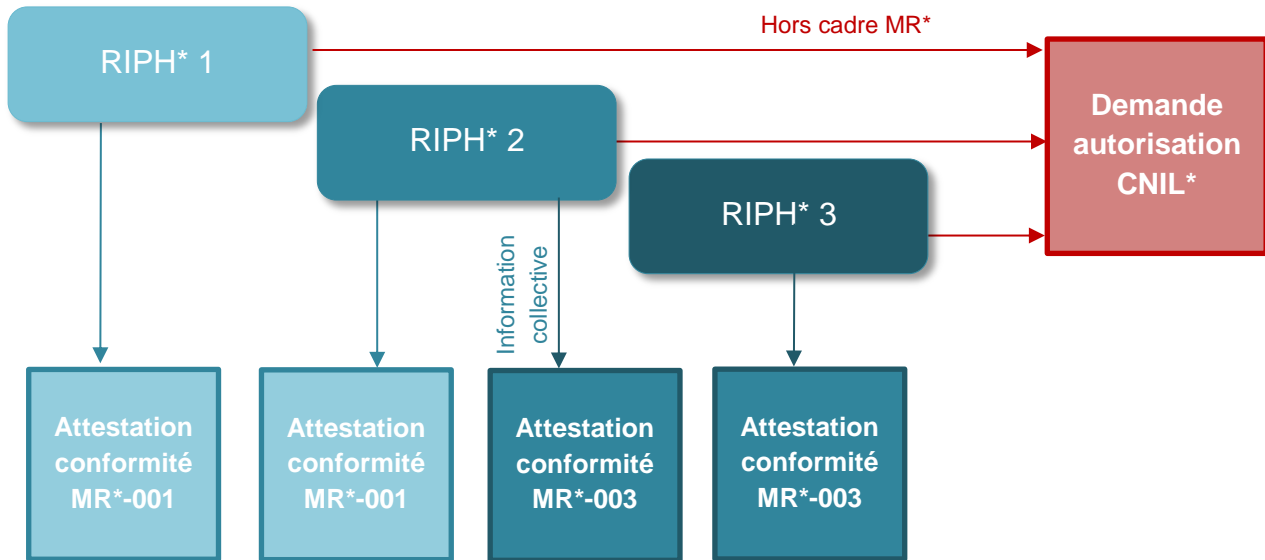 Hors cadre MR*
RIPH* 1
RIPH* 2
RIPH* 3
Demande
autorisation
CNIL*
Information
collective
Attestation
conformité
MR*-001
Attestation
conformité
MR*-001
Attestation
conformité
MR*-003
Attestation
conformité
MR*-003